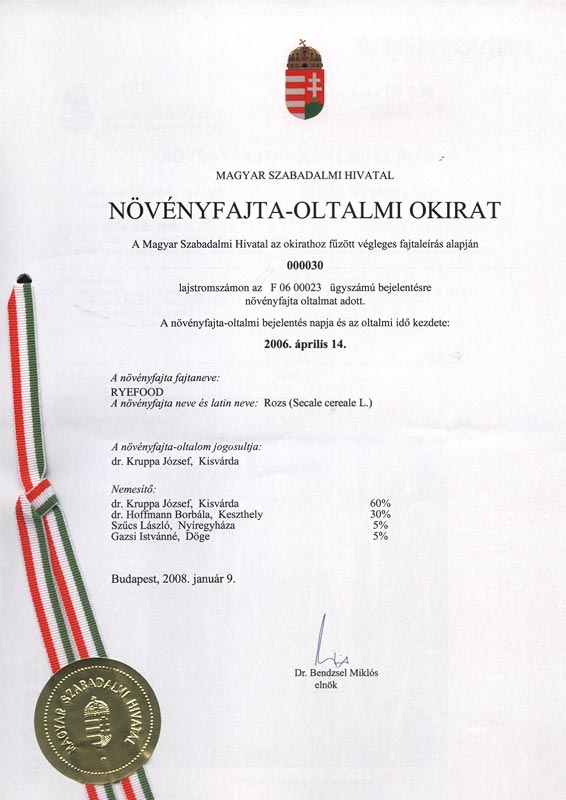 MAGYAR SZABADALMI HIVATAL
NÖVÉNYFAJTA-OLTALMI OKIRAT
A Magyar Szabadalmi Hivatal az okirathoz fűzött végleges fajtaleírás alapján
000030
lajstromszámon az F 06 00023 ügyszámú bejelentésre
növényfajta oltalmat adott.
A növényfajta-oltalmi bejelentés napja és az oltalmi idő kezdete:
2006. április 14.
A növényfajta fajtaneve:
RYEFOOD
A növényfajta neve és latin neve: Rozs (Secale cereale L.)
A növényfajta-oltalom jogosultja:
dr. Kruppa József, Kisvárda
Nemesítő:
dr. Kruppa József, Kisvárda 60%
dr. Hoffmann Borbála, Keszthely 30%
Szűcs László, Nyíregyháza 5%
Gazsi Istvánné, Döge 5%
Budapest, 2008. január 9.
Dr. Bendzsel Miklós
elnök
MAGYAR SZABADALMI HIVATAL